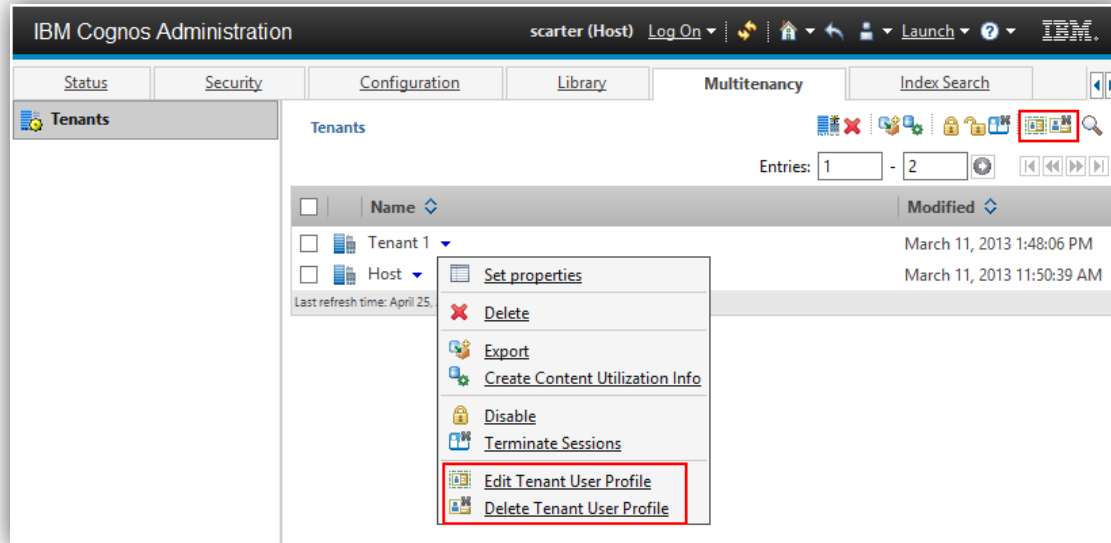 IBM Cognos Administration scarter (Host) Log On Launch IBM.
Status Security Configuration Library Multitenancy Index Search
Tenants
Tenants
Entries: 1 - 2
Name Modified
Tenant 1 March 11, 2013 1:48:06 PM
Host March 11, 2013 11:50:39 AM
Last refresh time: April 25,
Set properties
Delete
Export
Create Content Utilization Info
Disable
Terminate Sessions
Edit Tenant User Profile
Delete Tenant User Profile